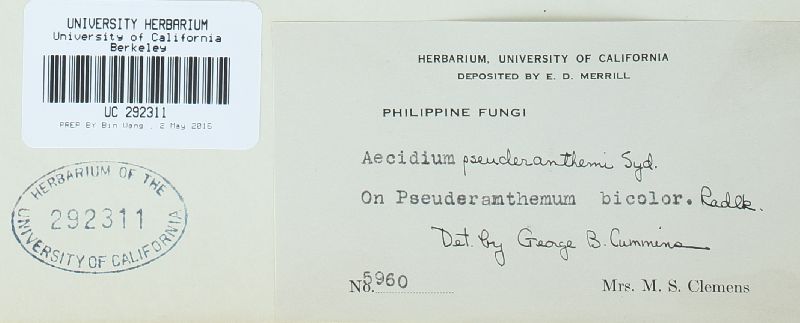 UNIVERSITY HERBARIUM
University of California
Berkeley
UC 292311
PREP BY Bin Wang , 2 May 2016
HERBARIUM OF THE
292311
UNIVERSITY OF CALIFORNIA
HERBARIUM, UNIVERSITY OF CALIFORNIA
DEPOSITED BY E. D. MERRILL
PHILIPPINE FUNGI
Aecidium pseuderanthemi Syd.
On Pseuderanthemum bicolor. Radlk.
Det. by George B. Cummins
No. 5960
Mrs. M. S. Clemens